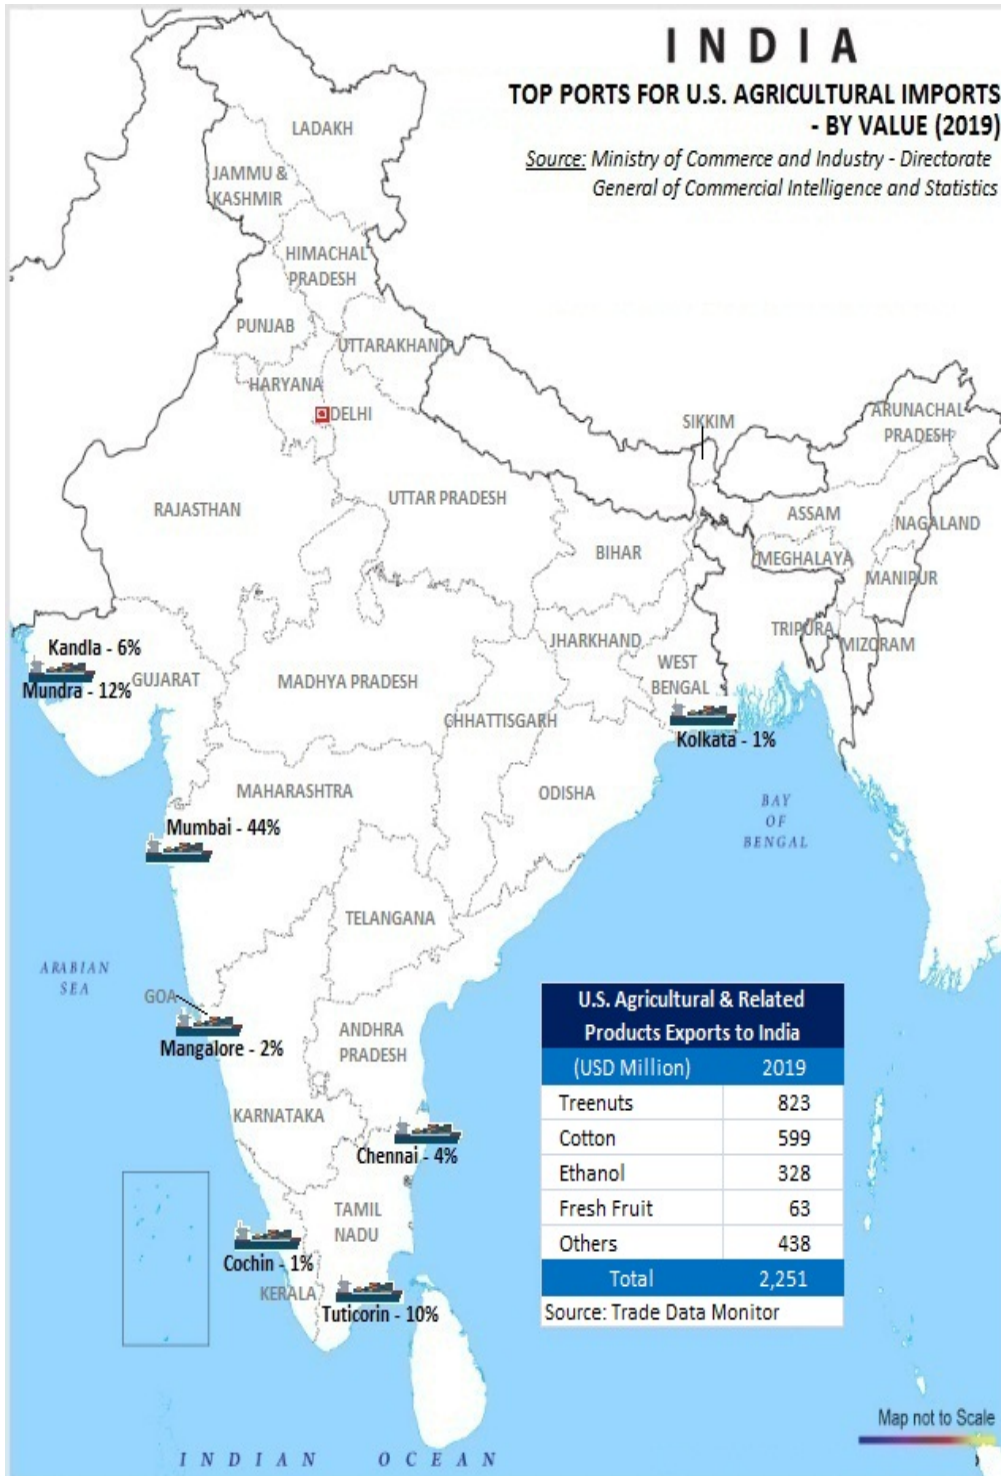 INDIA
TOP PORTS FOR U.S. AGRICULTURAL IMPORTS
- BY VALUE (2019)
Source: Ministry of Commerce and Industry - Directorate
General of Commercial Intelligence and Statistics
LADAKH
JAMMU &
KASHMIR
HIMACHAL
PRADESH
PUNJAB
UTTARAKHAND
HARYANA
DELHI
SIKKIM
ARUNACHAL
PRADESH
RAJASTHAN
UTTAR PRADESH
ASSAM
NAGALAND
BIHAR
MEGHALAYA
MANIPUR
TRIPURA
MIZORAM
JHARKHAND
Kandla - 6%
Mundra - 12%
GUJARAT
MADHYA PRADESH
WEST
BENGAL
CHHATTISGARH
Kolkata - 1%
MAHARASHTRA
ODISHA
BAY
OF
BENGAL
Mumbai - 44%
TELANGANA
ARABIAN
SEA
GOA
Mangalore - 2%
ANDHRA
PRADESH
KARNATAKA
Chennai - 4%
TAMIL
NADU
Cochin - 1%
KERALA
Tuticorin - 10%
U.S. Agricultural & Related
Products Exports to India
(USD Million) 2019
Treenuts 823
Cotton 599
Ethanol 328
Fresh Fruit 63
Others 438
Total 2,251
Source: Trade Data Monitor
Map not to Scale
INDIAN OCEAN